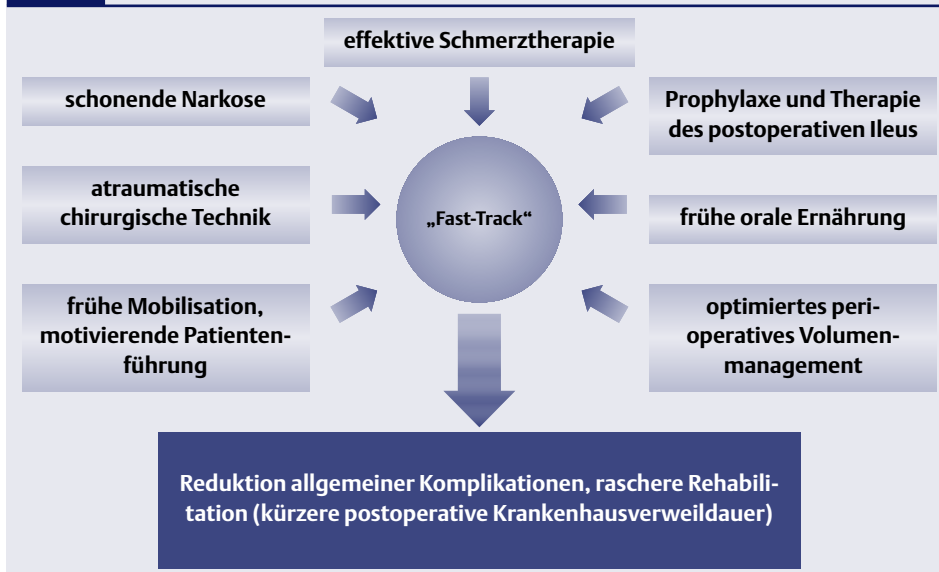 effektive Schmerztherapie
schonende Narkose
Prophylaxe und Therapie
des postoperativen Ileus
atraumatische
chirurgische Technik
„Fast-Track“
frühe orale Ernährung
frühe Mobilisation,
motivierende Patienten-
führung
optimiertes peri-
operatives Volumen-
management
Reduktion allgemeiner Komplikationen, raschere Rehabili-
tation (kürzere postoperative Krankenhausverweildauer)